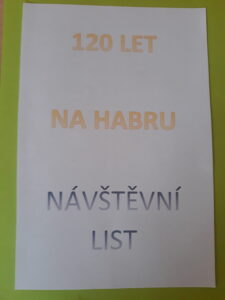 120 LET
NA HABRU
NÁVŠTĚVNÍ
LIST